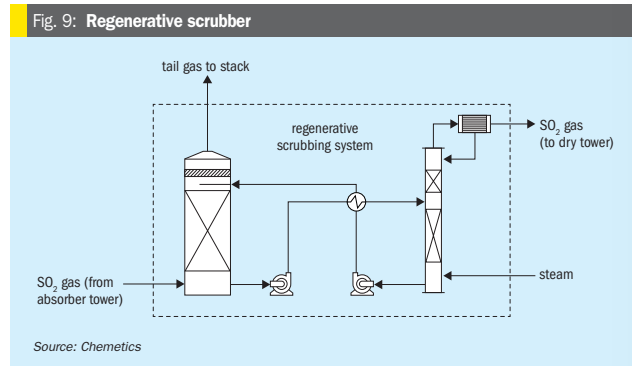 Fig. 9: Regenerative scrubber
tail gas to stack
regenerative
scrubbing system
SO₂ gas
(to dry tower)
SO₂ gas (from
absorber tower)
steam
Source: Chemetics